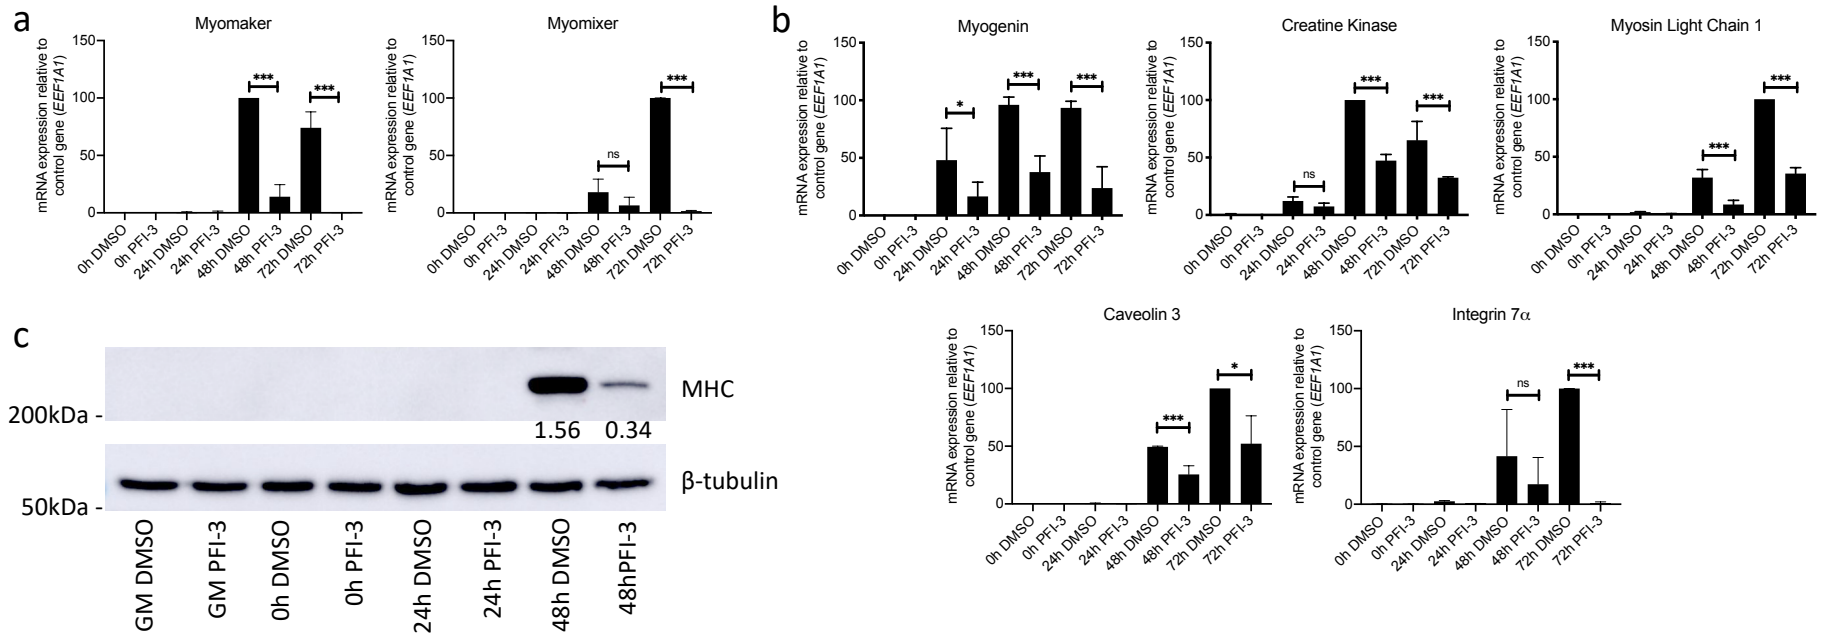 a
Myomaker
mRNA expression relative to
control gene (EEF1A1)
150
100
50
0
***
***
0h DMSO
0h PFI-3
24h DMSO
24h PFI-3
48h DMSO
48h PFI-3
72h DMSO
72h PFI-3
Myomixer
mRNA expression relative to
control gene (EEF1A1)
150
100
50
0
ns
***
0h DMSO
0h PFI-3
24h DMSO
24h PFI-3
48h DMSO
48h PFI-3
72h DMSO
72h PFI-3
b
Myogenin
mRNA expression relative to
control gene (EEF1A1)
150
100
50
0
*
***
***
0h DMSO
0h PFI-3
24h DMSO
24h PFI-3
48h DMSO
48h PFI-3
72h DMSO
72h PFI-3
Creatine Kinase
mRNA expression relative to
control gene (EEF1A1)
150
100
50
0
ns
***
***
0h DMSO
0h PFI-3
24h DMSO
24h PFI-3
48h DMSO
48h PFI-3
72h DMSO
72h PFI-3
Myosin Light Chain 1
mRNA expression relative to
control gene (EEF1A1)
150
100
50
0
***
***
0h DMSO
0h PFI-3
24h DMSO
24h PFI-3
48h DMSO
48h PFI-3
72h DMSO
72h PFI-3
Caveolin 3
mRNA expression relative to
control gene (EEF1A1)
150
100
50
0
***
*
0h DMSO
0h PFI-3
24h DMSO
24h PFI-3
48h DMSO
48h PFI-3
72h DMSO
72h PFI-3
Integrin 7α
mRNA expression relative to
control gene (EEF1A1)
150
100
50
0
ns
***
0h DMSO
0h PFI-3
24h DMSO
24h PFI-3
48h DMSO
48h PFI-3
72h DMSO
72h PFI-3
c
MHC
200kDa -
1.56 0.34
β-tubulin
50kDa -
GM DMSO
GM PFI-3
0h DMSO
0h PFI-3
24h DMSO
24h PFI-3
48h DMSO
48hPFI-3